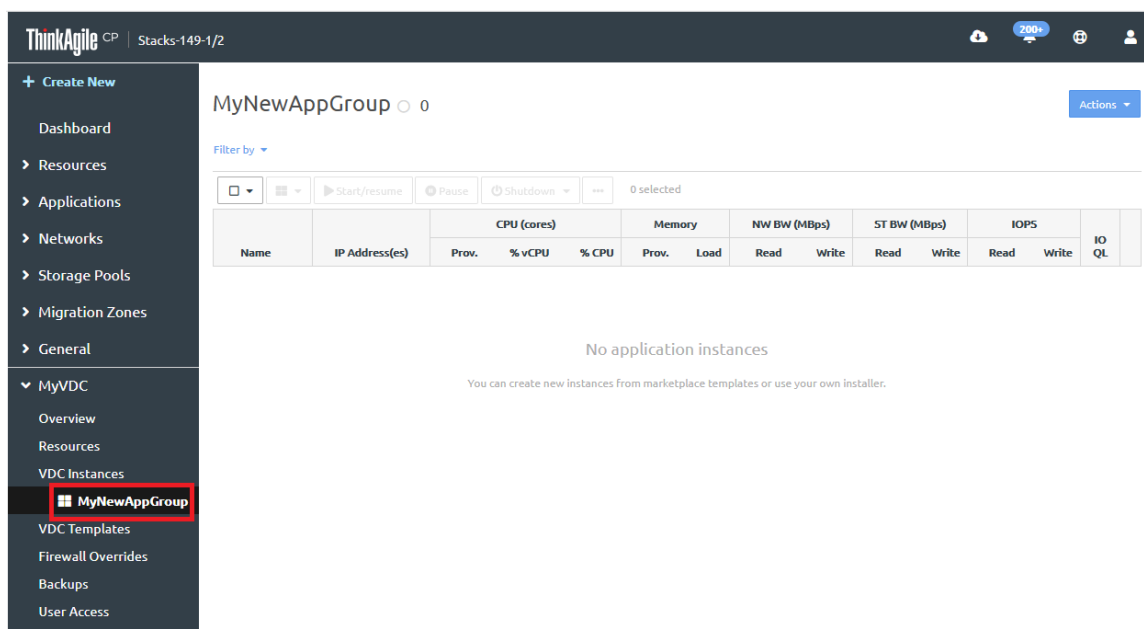 ThinkAgile CP | Stacks-149-1/2
200+
+ Create New
Dashboard
Resources
Applications
Networks
Storage Pools
Migration Zones
General
MyVDC
Overview
Resources
VDC Instances
MyNewAppGroup
VDC Templates
Firewall Overrides
Backups
User Access
MyNewAppGroup 0
Actions
Filter by
Start/resume Pause Shutdown ··· 0 selected
CPU (cores) Memory NW BW (MBps) ST BW (MBps) IOPS
Name IP Address(es) Prov. % vCPU % CPU Prov. Load Read Write Read Write Read Write IO QL
No application instances
You can create new instances from marketplace templates or use your own installer.